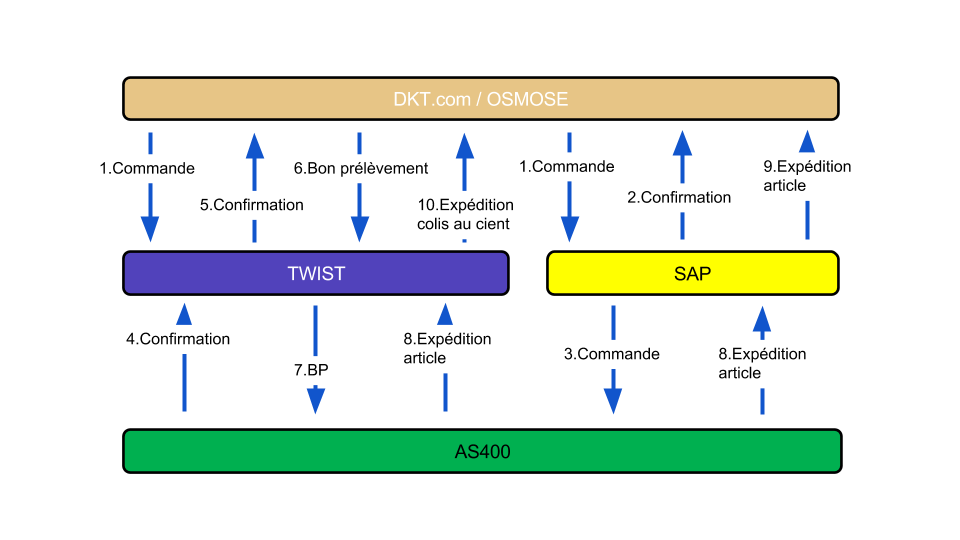 DKT.com / OSMOSE
1.Commande
5.Confirmation
6.Bon prélèvement
10.Expédition
colis au cient
1.Commande
2.Confirmation
9.Expédition
article
TWIST
SAP
4.Confirmation
7.BP
8.Expédition
article
3.Commande
8.Expédition
article
AS400